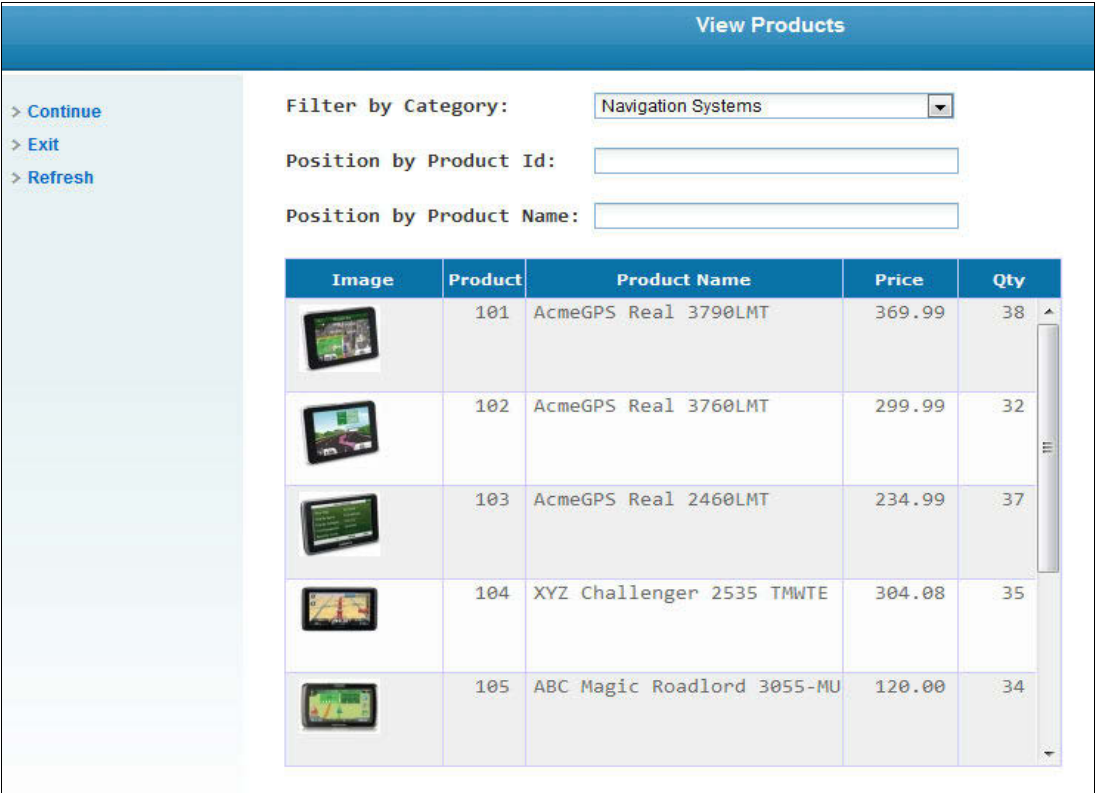 View Products
> Continue
> Exit
> Refresh
Filter by Category: Navigation Systems
Position by Product Id:
Position by Product Name:
Image Product Product Name Price Qty
101 AcmeGPS Real 3790LMT 369.99 38
102 AcmeGPS Real 3760LMT 299.99 32
103 AcmeGPS Real 2460LMT 234.99 37
104 XYZ Challenger 2535 TMWTE 304.08 35
105 ABC Magic Roadlord 3055-MU 120.00 34